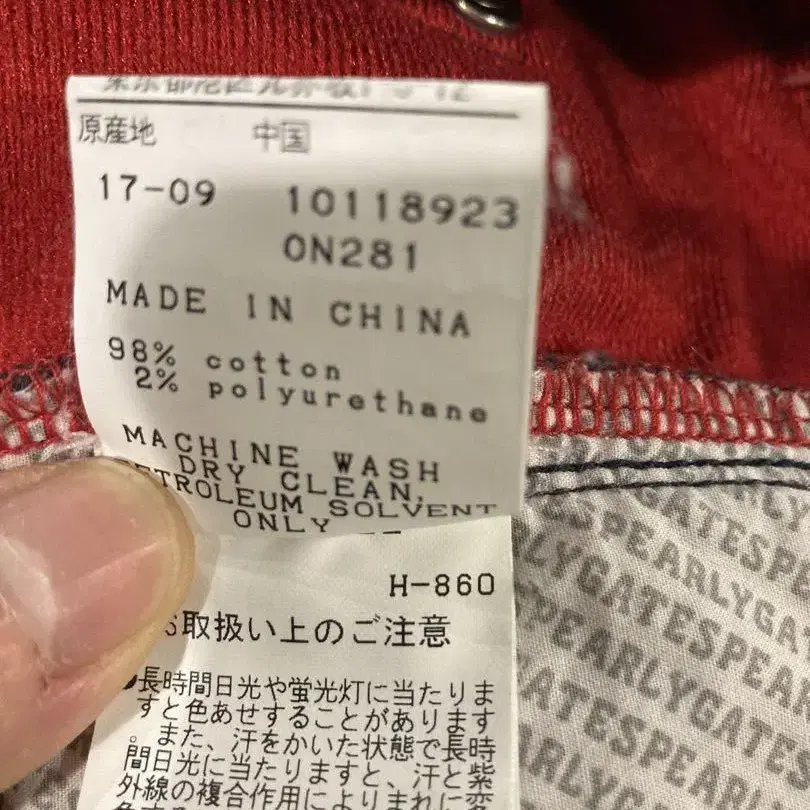 原産地 中国
17-09 10118923
0N281
MADE IN CHINA
98% cotton
2% polyurethane
MACHINE WASH
DRY CLEAN,
PETROLEUM SOLVENT
ONLY
H-860
取扱い上のご注意
●長時間日光や蛍光灯に当たりま
すと色あせすることがあります
。また、汗をかいた状態で長時
間日光に当たりますと、汗と紫
外線の複合作用によりまれに変
GATESPE
ESPEARLYGA
RLYGATESPEA
PEARLYGATES
ATESPEARL
ARLYGA